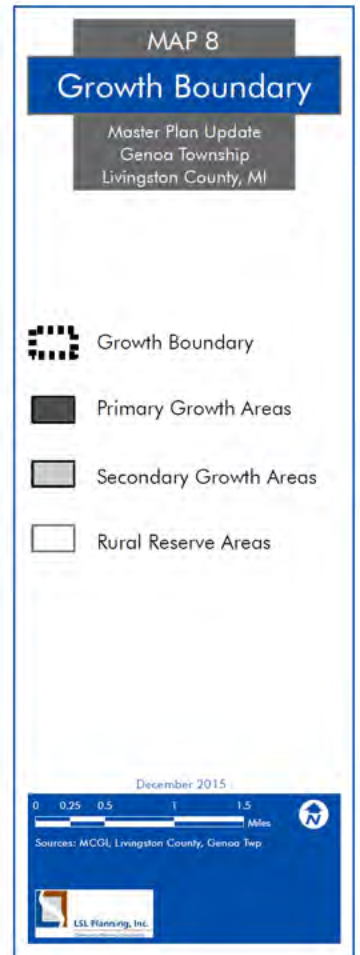 MAP 8
Growth Boundary
Master Plan Update
Genoa Township
Livingston County, MI
Growth Boundary
Primary Growth Areas
Secondary Growth Areas
Rural Reserve Areas
December 2015
0 0.25 0.5 1 1.5
Miles
N
Sources: MCGI, Livingston County, Genoa Twp
LSL Planning, Inc.